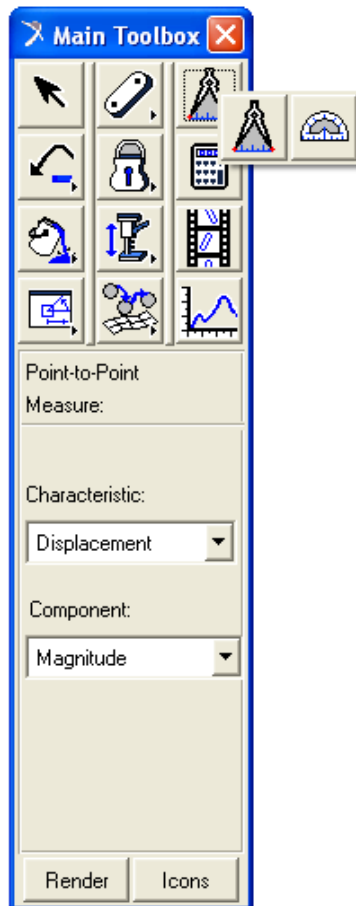 Main Toolbox
Point-to-Point
Measure:
Characteristic:
Displacement
Component:
Magnitude
Render Icons